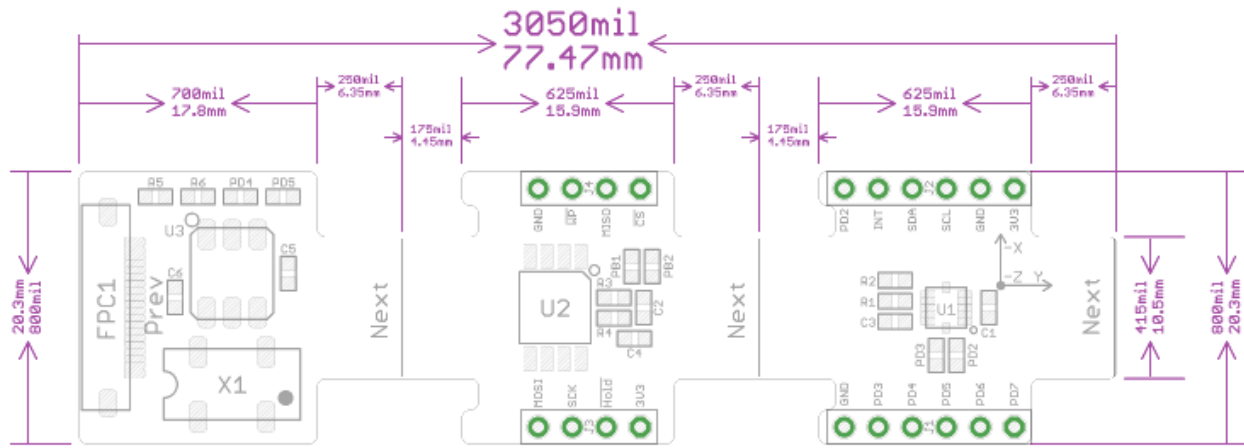 3050mil
77.47mm
700mil
17.8mm
250mil
6.35mm
625mil
15.9mm
250mil
6.35mm
625mil
15.9mm
250mil
6.35mm
175mil
4.45mm
175mil
4.45mm
R5 R6 PD4 PD5
U3
C5
C6
FPC1
Prev
X1
Next
J4
GND WP MISO CS
PB1 PB2
R3
U2
C2
R4
C4
Next
MOSI SCK Hold 3V3
J3
J2
PD2 INT SDA SCL GND 3V3
-X
-Z Y
R2
R1
U1
C3
C1
PD3 PD2
Next
GND PD3 PD4 PD5 PD6 PD7
J1
20.3mm
800mil
415mil
10.5mm
800mil
20.3mm